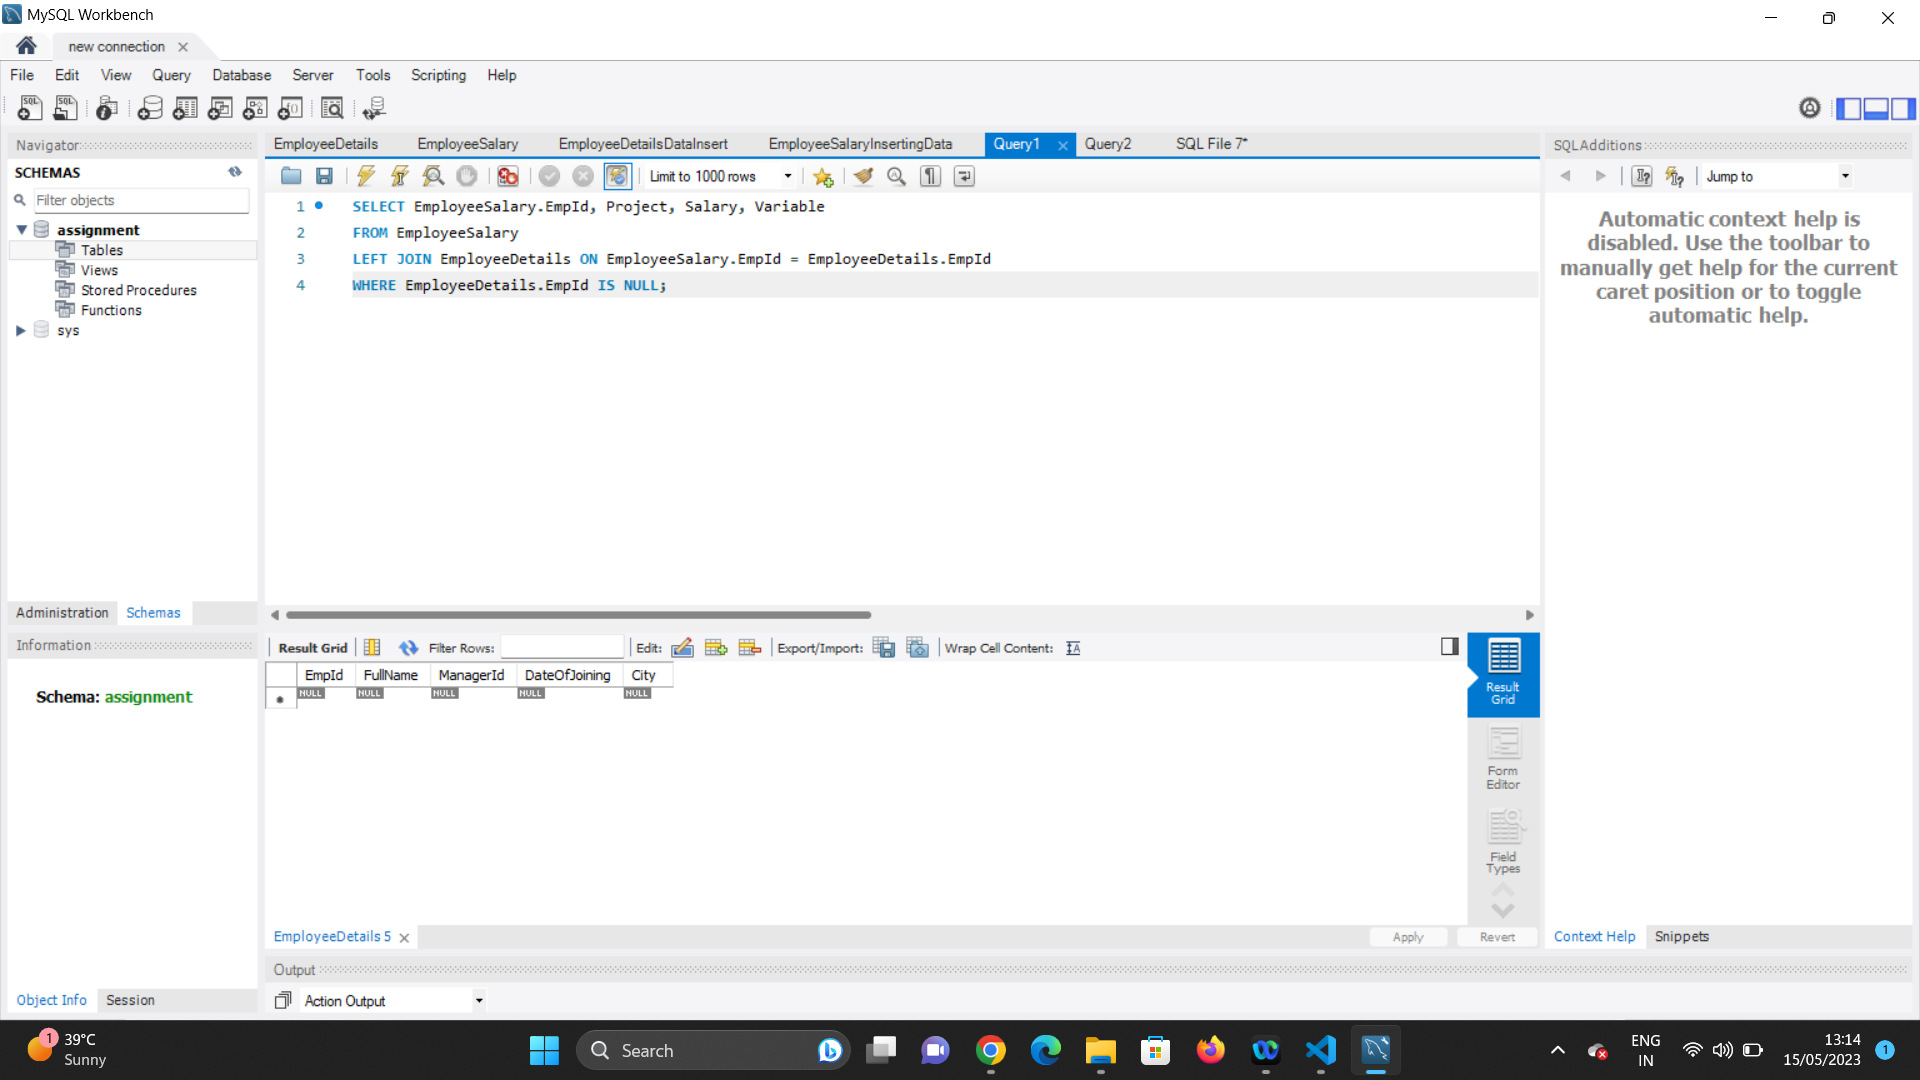 MySQL Workbench
new connection
File Edit View Query Database Server Tools Scripting Help
Navigator
SCHEMAS
Filter objects
assignment
Tables
Views
Stored Procedures
Functions
sys
Administration Schemas
Information
Schema: assignment
Object Info Session
EmployeeDetails EmployeeSalary EmployeeDetailsDataInsert EmployeeSalaryInsertingData Query1 Query2 SQL File 7*
Limit to 1000 rows
1 SELECT EmployeeSalary.EmpId, Project, Salary, Variable
2 FROM EmployeeSalary
3 LEFT JOIN EmployeeDetails ON EmployeeSalary.EmpId = EmployeeDetails.EmpId
4 WHERE EmployeeDetails.EmpId IS NULL;
Result Grid Filter Rows: Edit: Export/Import: Wrap Cell Content:
EmpId FullName ManagerId DateOfJoining City
NULL NULL NULL NULL NULL
Result
Grid
Form
Editor
Field
Types
EmployeeDetails 5
Apply Revert
Output
Action Output
SQLAdditions
Jump to
Automatic context help is
disabled. Use the toolbar to
manually get help for the current
caret position or to toggle
automatic help.
Context Help Snippets
1
39°C
Sunny
Search
ENG
IN
13:14
15/05/2023
1